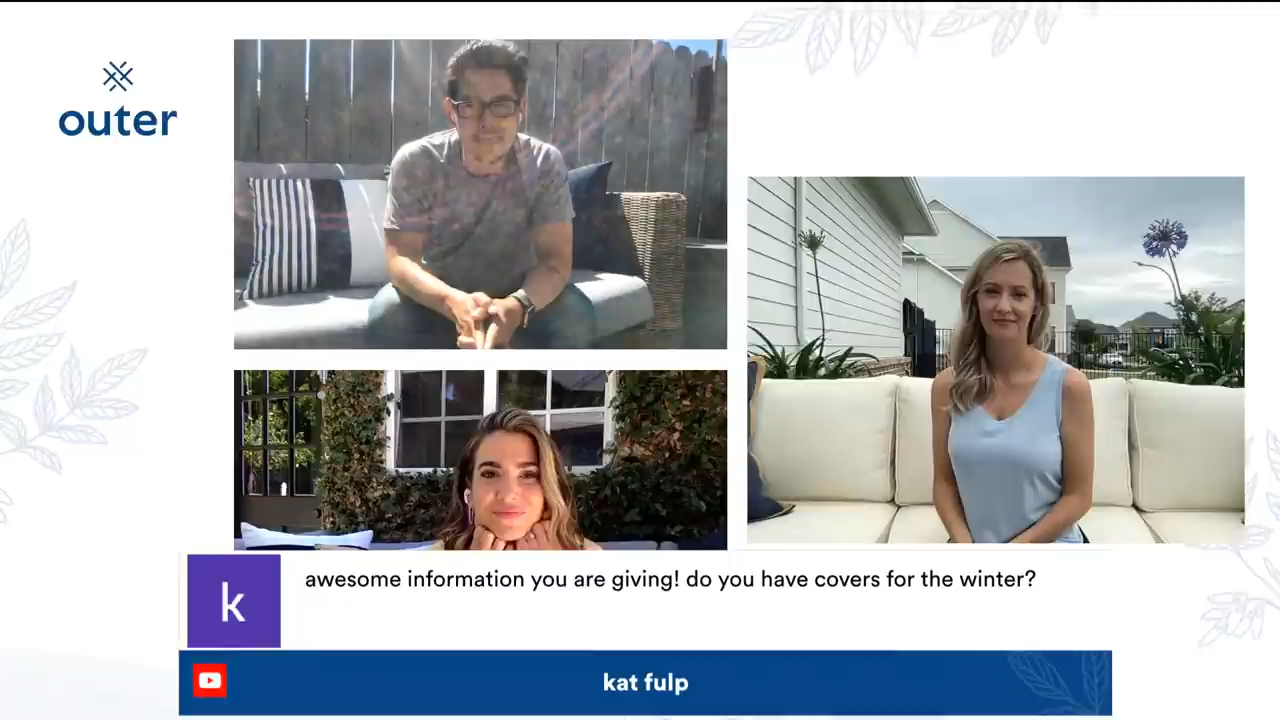 outer
k
awesome information you are giving! do you have covers for the winter?
kat fulp